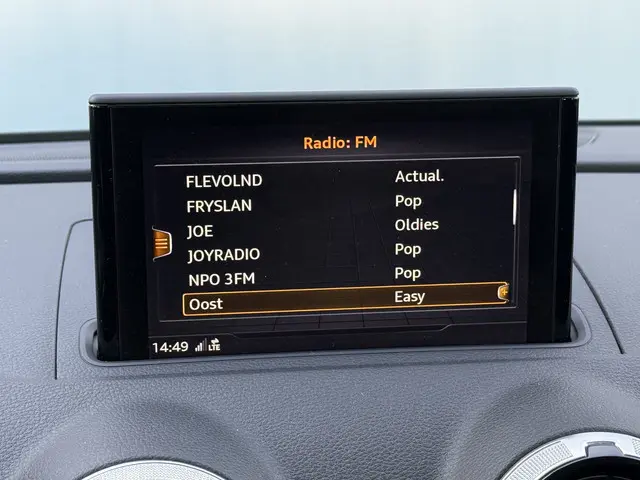 Radio: FM
FLEVOLND Actual.
FRYSLAN Pop
JOE Oldies
JOYRADIO Pop
NPO 3FM Pop
Oost Easy
14:49 LTE